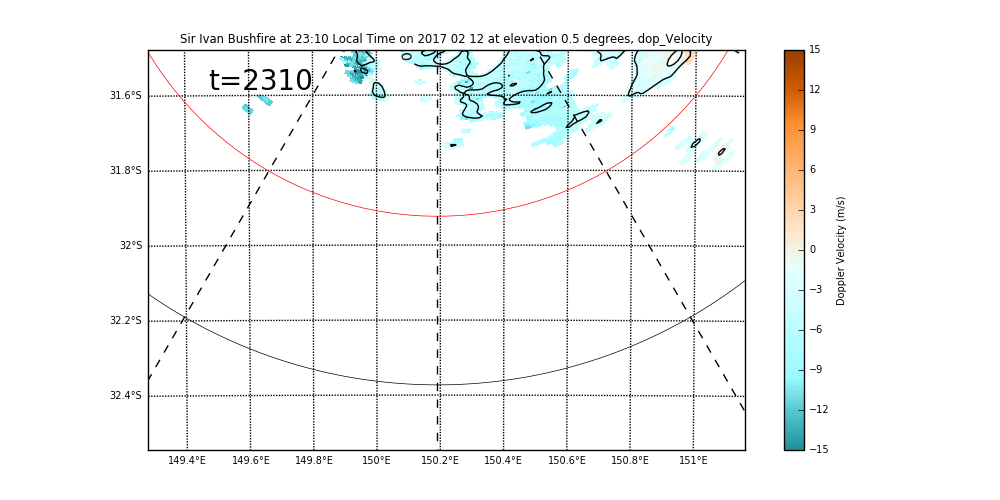 Sir Ivan Bushfire at 23:10 Local Time on 2017 02 12 at elevation 0.5 degrees, dop_Velocity
t=2310
31.6°S
31.8°S
32°S
32.2°S
32.4°S
149.4°E 149.6°E 149.8°E 150°E 150.2°E 150.4°E 150.6°E 150.8°E 151°E
15
12
9
6
3
0
−3
−6
−9
−12
−15
Doppler Velocity (m/s)